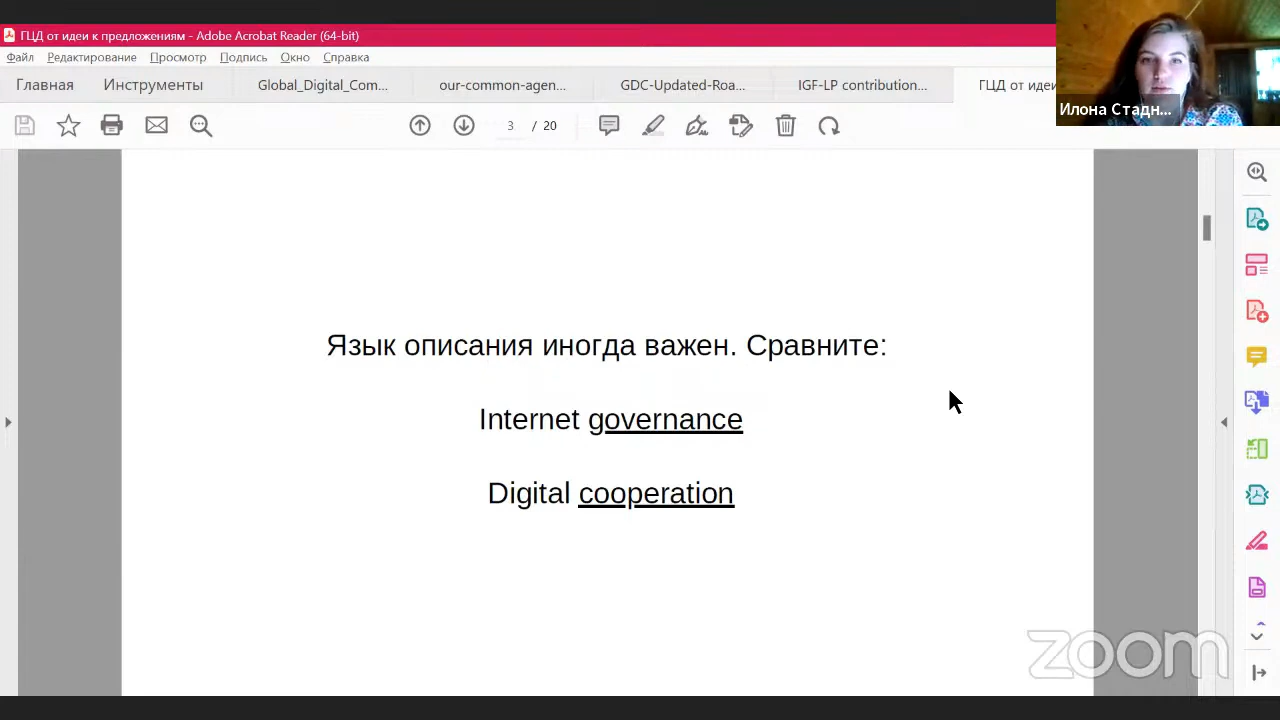 ГЦД от идеи к предложениям - Adobe Acrobat Reader (64-bit)
Файл Редактирование Просмотр Подпись Окно Справка
Главная Инструменты Global_Digital_Com... our-common-agen... GDC-Updated-Roa... IGF-LP contribution... ГЦД от идеи
Илона Стадн...
3 / 20
Язык описания иногда важен. Сравните:
Internet governance
Digital cooperation
zoom